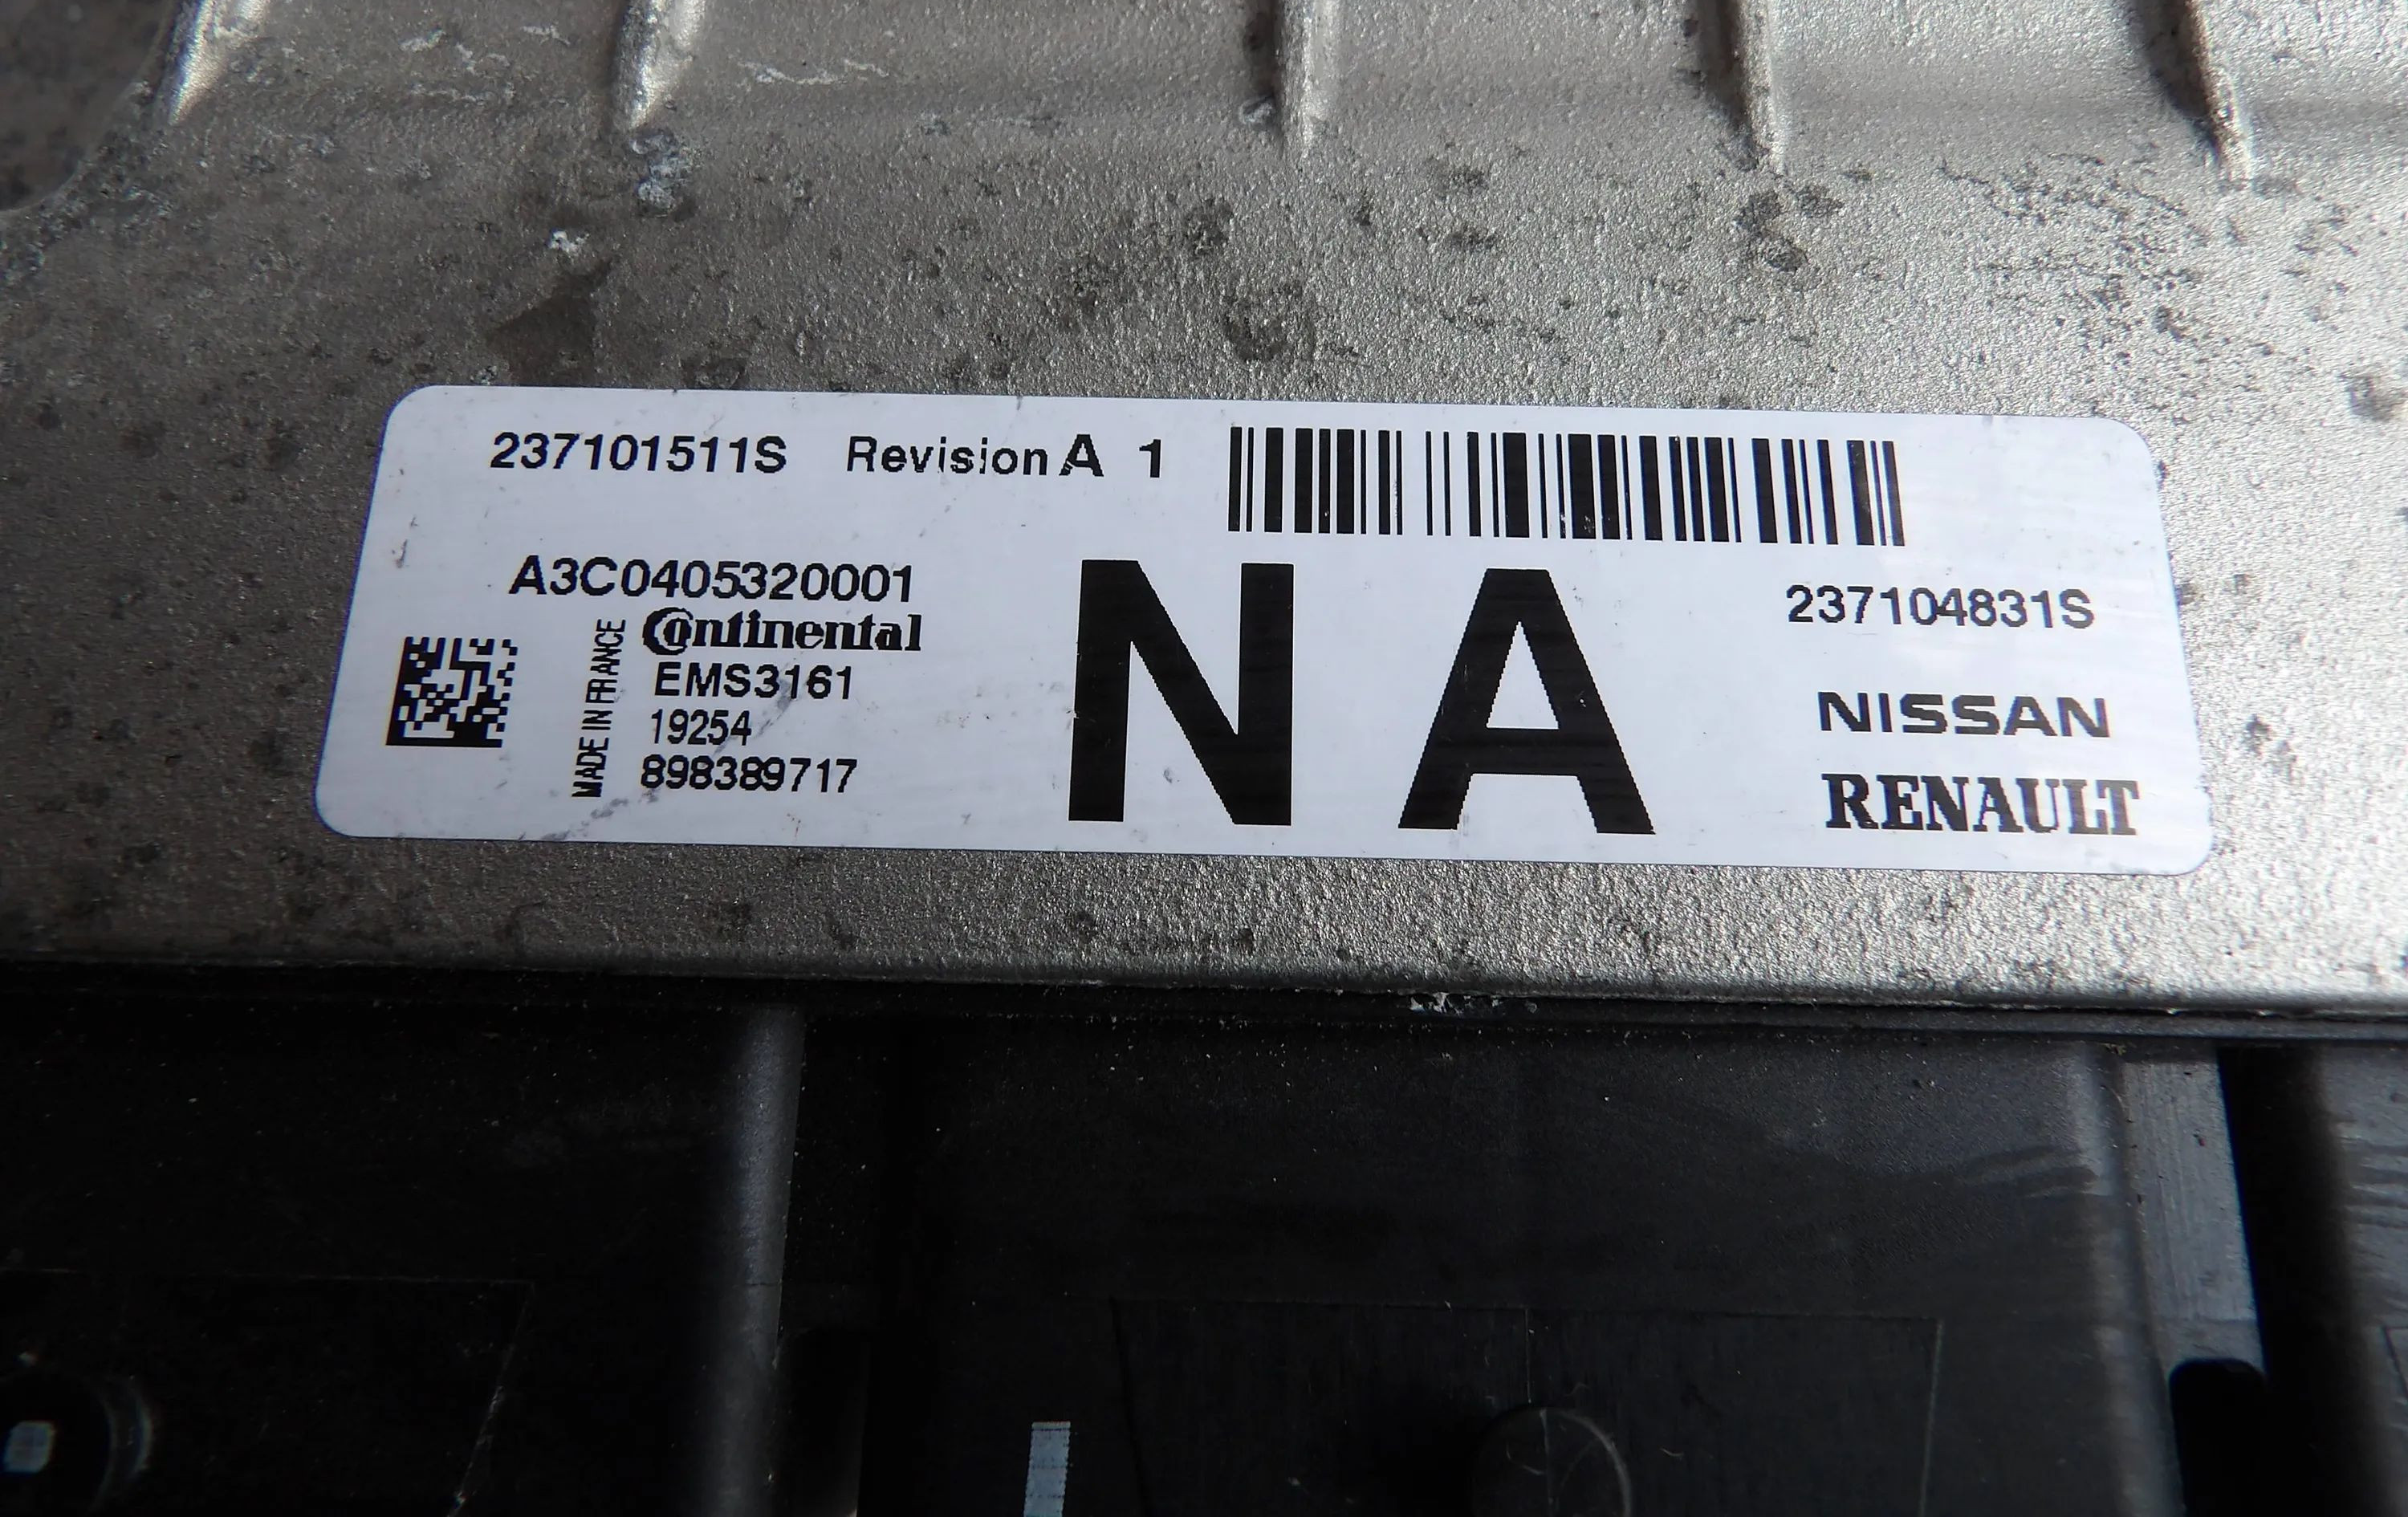 237101511S Revision A 1
A3C0405320001
Continental
MADE IN FRANCE
EMS3161
19254
898389717
NA
237104831S
NISSAN
RENAULT